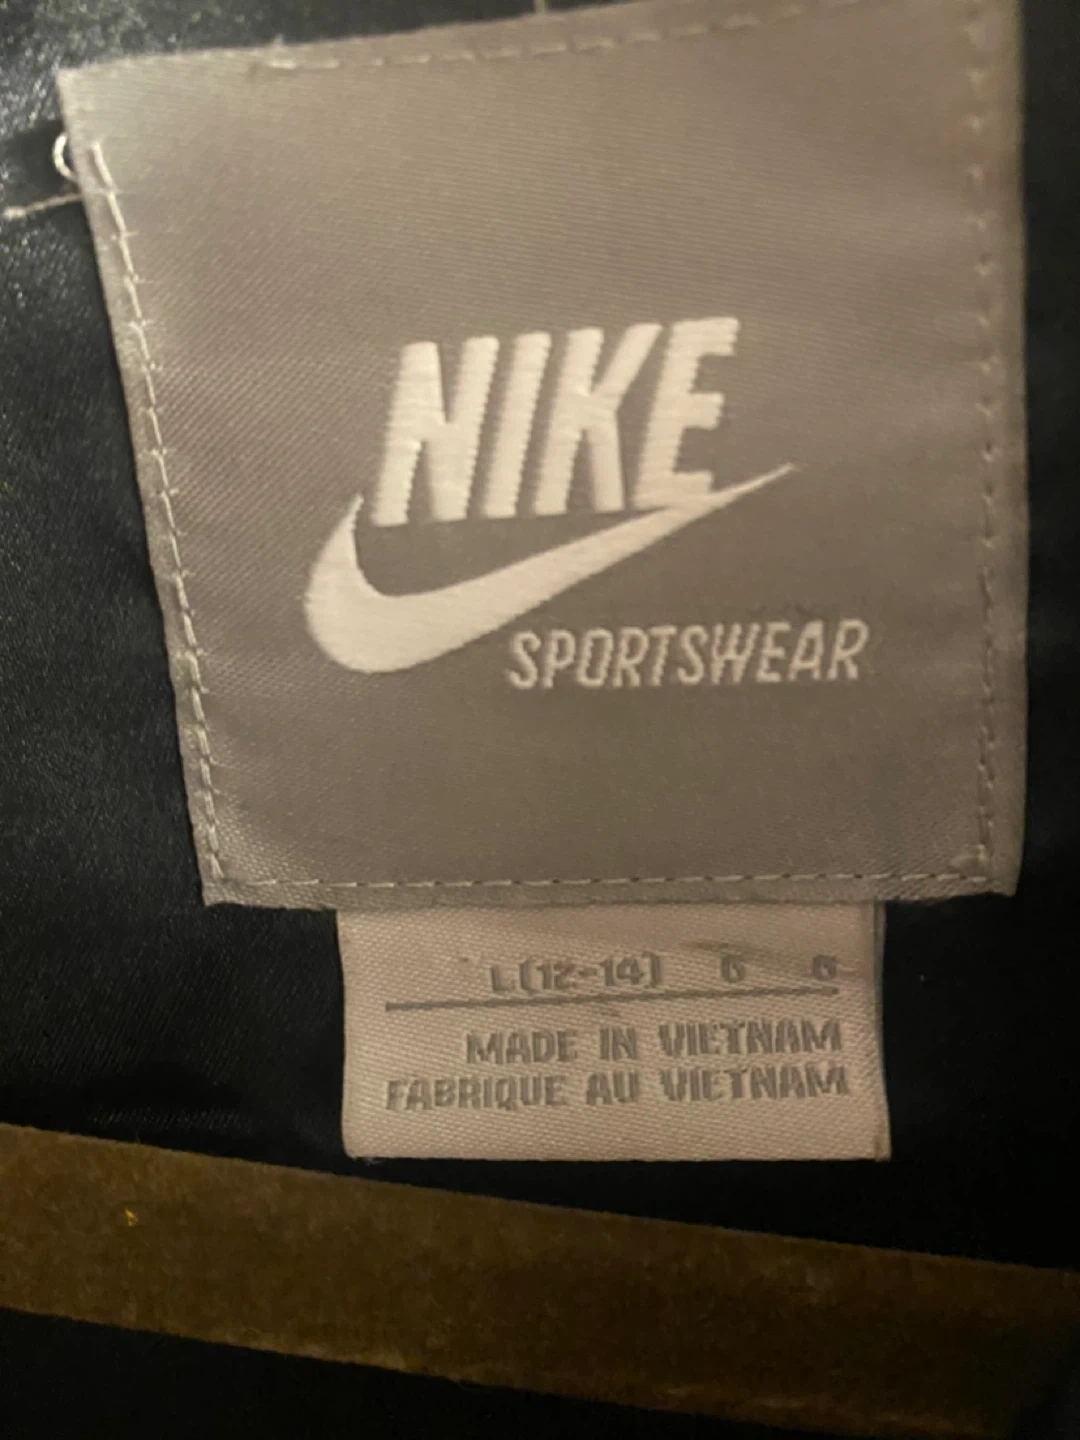 NIKE
SPORTSWEAR
L(12-14) G G
MADE IN VIETNAM
FABRIQUE AU VIETNAM